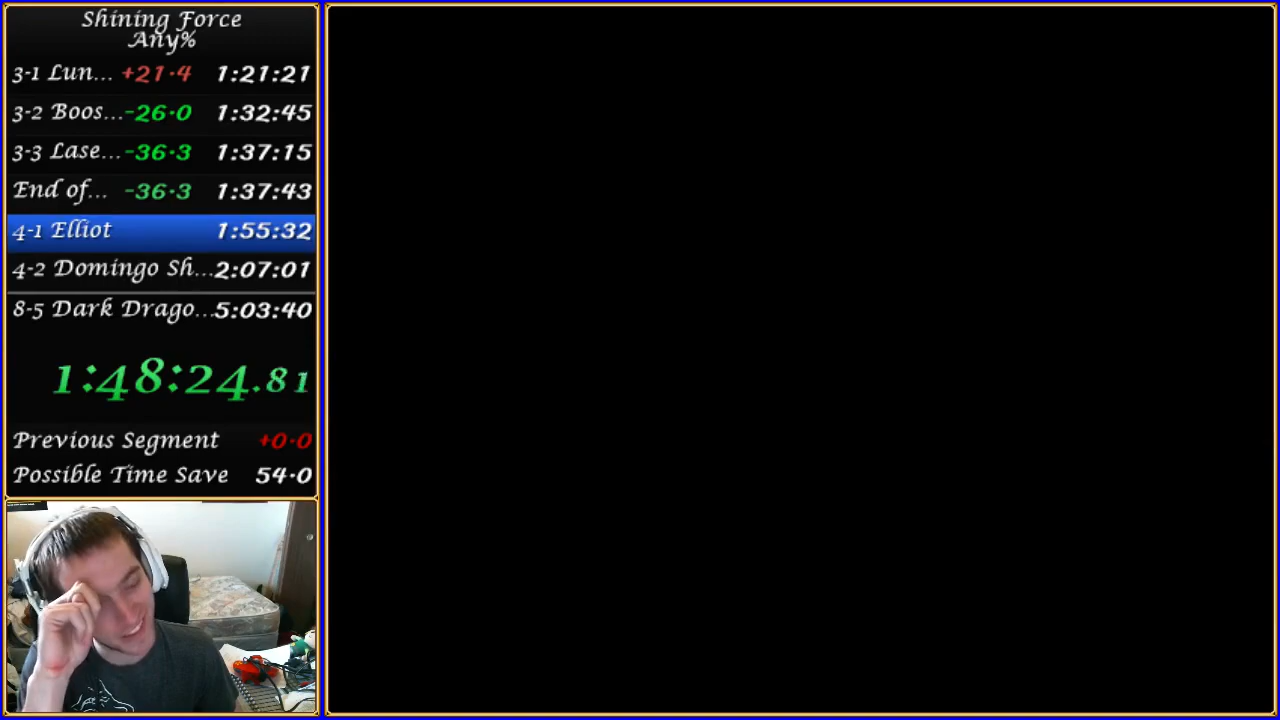 Shining Force
Any%
3-1 Lun... +21.4 1:21:21
3-2 Boos... -26.0 1:32:45
3-3 Lase... -36.3 1:37:15
End of... -36.3 1:37:43
4-1 Elliot 1:55:32
4-2 Domingo Sh... 2:07:01
8-5 Dark Drago... 5:03:40
1:48:24.81
Previous Segment +0.0
Possible Time Save 54.0